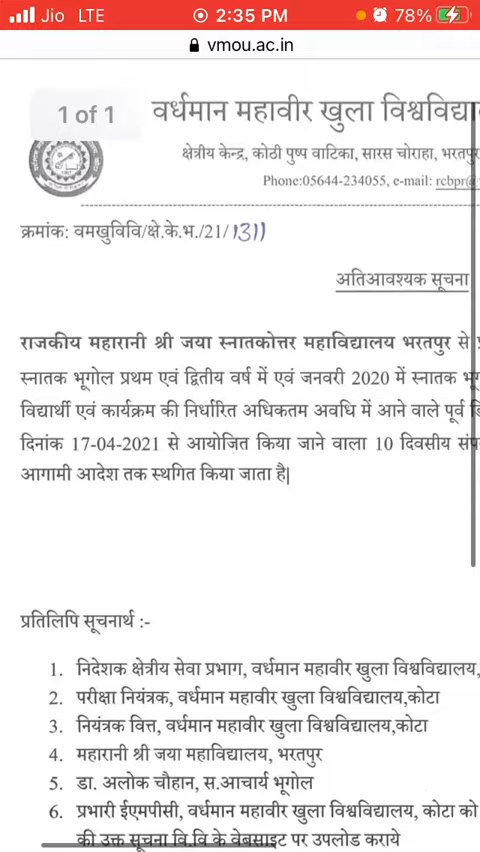 Jio LTE 2:35 PM 78%
vmou.ac.in
1 of 1
वर्धमान महावीर खुला
क्षेत्रीय केन्द्र, कोठी पुष्प वाटिका, सारस चोराहा,
Phone:05644-234055, e-mail:
क्रमांक: वमखुविवि/क्षे.के.भ./21/1311
अतिआवश्यक सूचना
राजकीय महारानी श्री जया स्नातकोत्तर महाविद्यालय भरतपुर से
स्नातक भूगोल प्रथम एवं द्वितीय वर्ष में एवं जनवरी 2020 में स्नातक
विद्यार्थी एवं कार्यक्रम की निर्धारित अधिकतम अवधि में आने वाले पूर्व
दिनांक 17-04-2021 से आयोजित किया जाने वाला 10 दिवसीय
आगामी आदेश तक स्थगित किया जाता है|
प्रतिलिपि सूचनार्थ :-
1. निदेशक क्षेत्रीय सेवा प्रभाग, वर्धमान महावीर खुला विश्वविद्यालय,
2. परीक्षा नियंत्रक, वर्धमान महावीर खुला विश्वविद्यालय,कोटा
3. नियंत्रक वित्त, वर्धमान महावीर खुला विश्वविद्यालय,कोटा
4. महारानी श्री जया महाविद्यालय, भरतपुर
5. डा. अलोक चौहान, स.आचार्य भूगोल
6. प्रभारी ईएमपीसी, वर्धमान महावीर खुला विश्वविद्यालय, कोटा को
की उक्त सूचना वि.वि के वेबसाइट पर उपलोड कराये